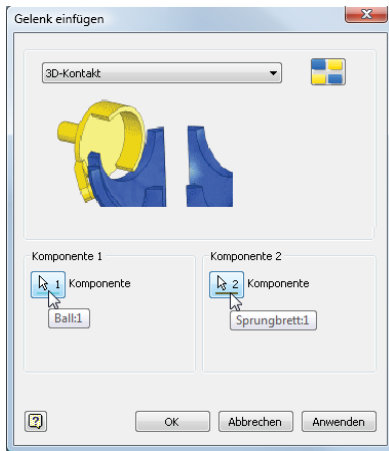 Gelenk einfügen
3D-Kontakt
Komponente 1
Komponente 2
1 Komponente
2 Komponente
Ball:1
Sprungbrett:1
?
OK
Abbrechen
Anwenden